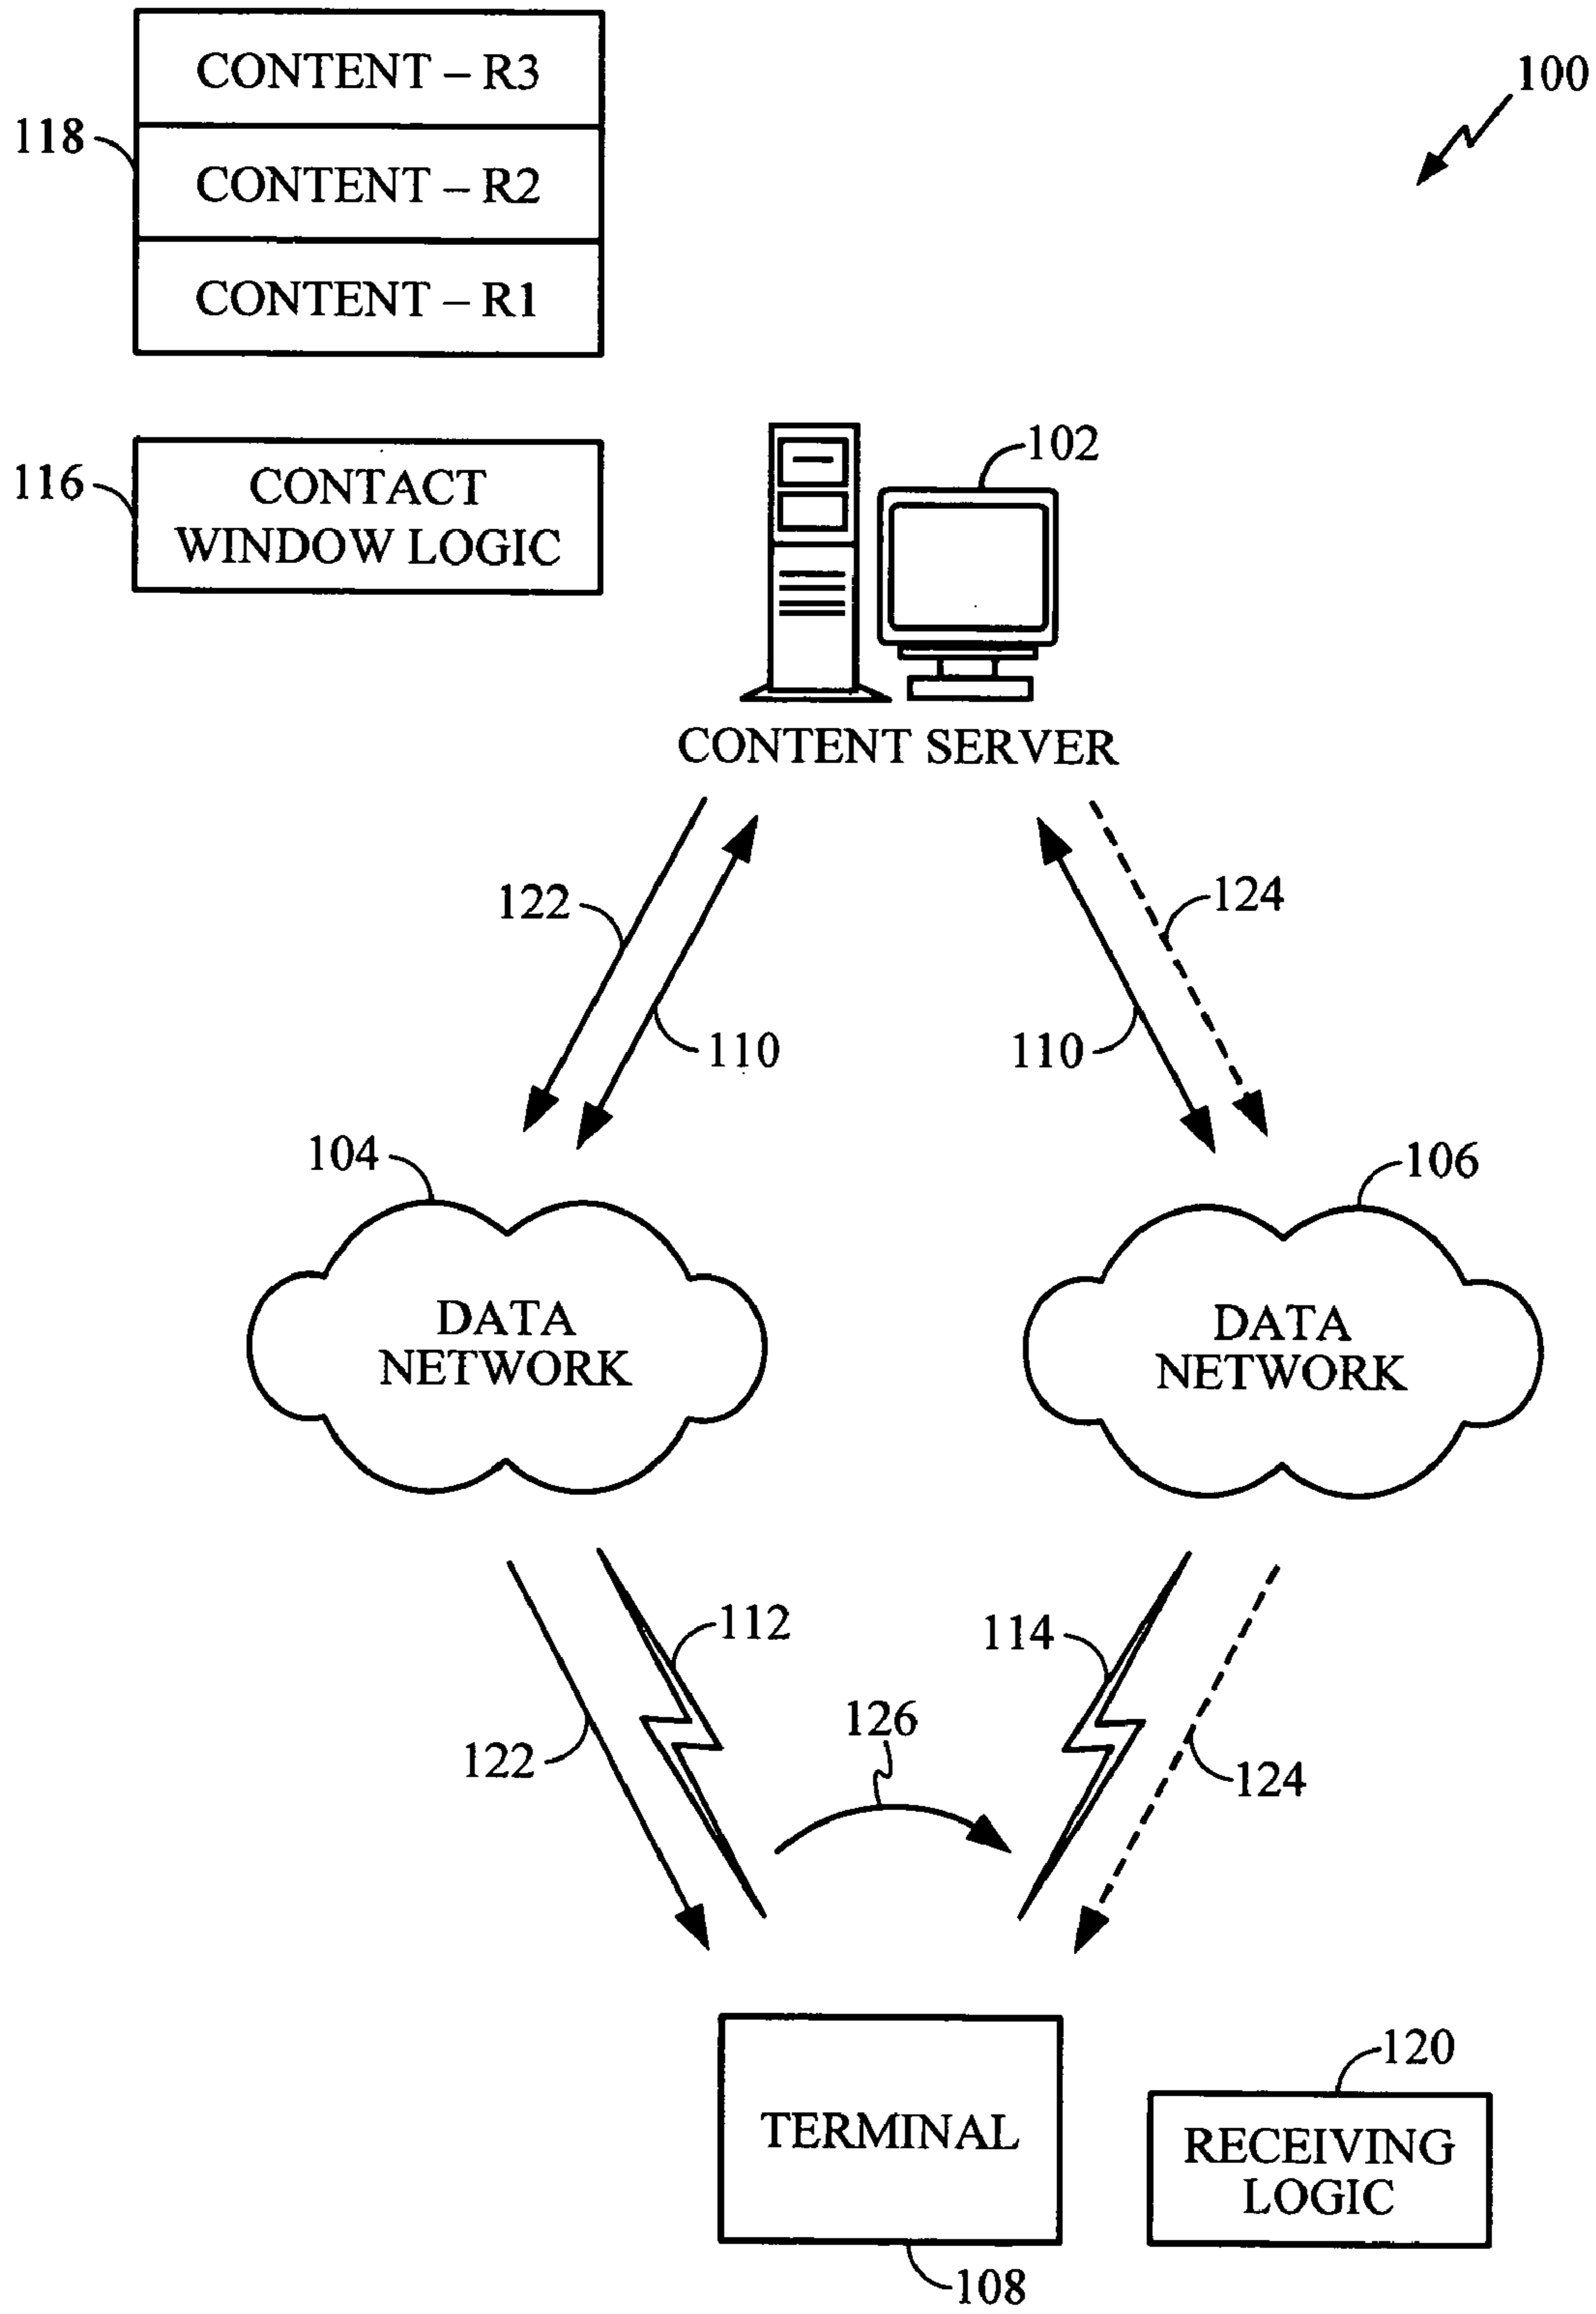 CONTENT – R3
100
118
CONTENT – R2
CONTENT – R1
102
116
CONTACT
WINDOW LOGIC
CONTENT SERVER
122
124
110
110
104
106
DATA
NETWORK
DATA
NETWORK
112
114
126
122
124
120
TERMINAL
RECEIVING
LOGIC
108